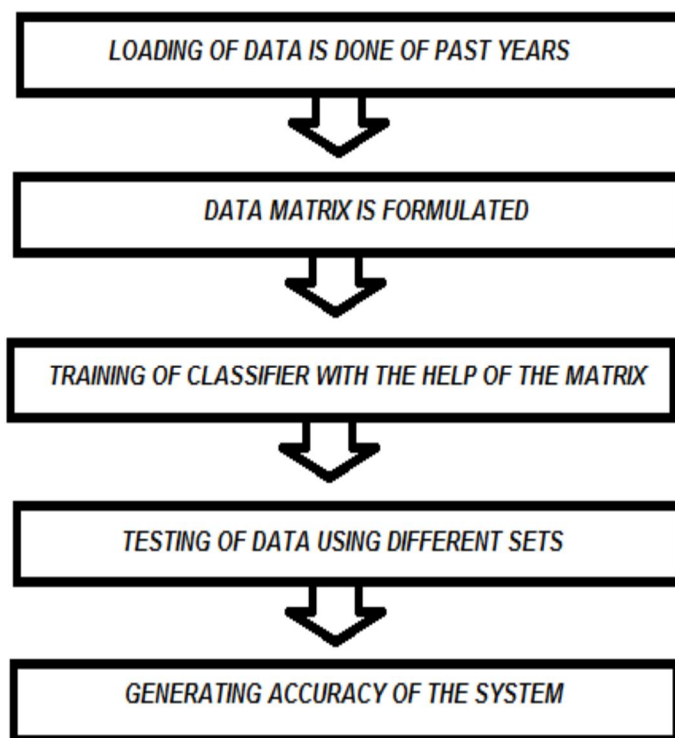 LOADING OF DATA IS DONE OF PAST YEARS
DATA MATRIX IS FORMULATED
TRAINING OF CLASSIFIER WITH THE HELP OF THE MATRIX
TESTING OF DATA USING DIFFERENT SETS
GENERATING ACCURACY OF THE SYSTEM